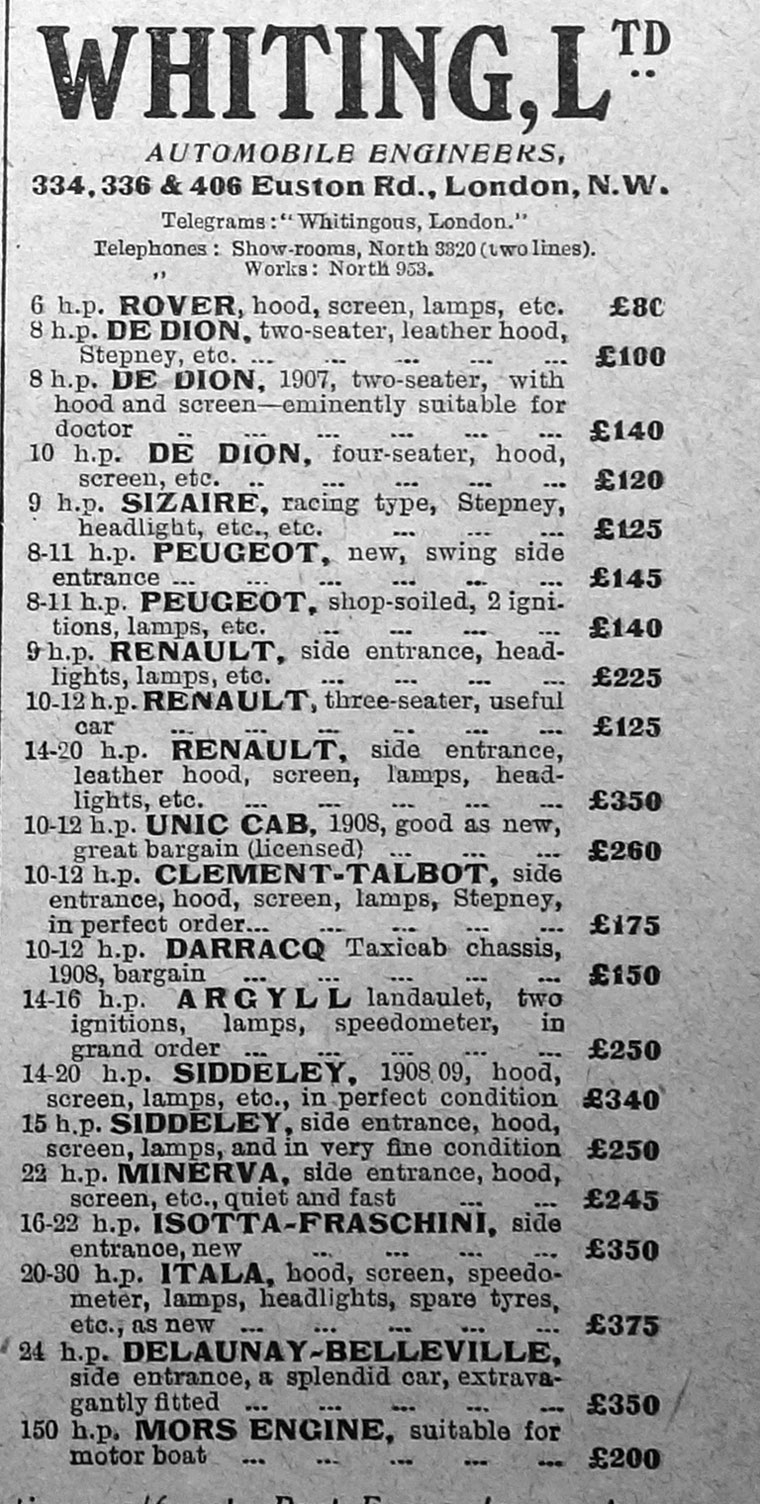 WHITING, LTD
AUTOMOBILE ENGINEERS,
334, 336 & 406 Euston Rd., London, N.W.
Telegrams: "Whitingous, London."
Telephones: Show-rooms, North 3320 (two lines).
„ Works: North 953.
6 h.p. ROVER, hood, screen, lamps, etc. £80
8 h.p. DE DION, two-seater, leather hood,
Stepney, etc. ... ... ... ... ... £100
8 h.p. DE DION, 1907, two-seater, with
hood and screen—eminently suitable for
doctor .. ... ... ... ... ... £140
10 h.p. DE DION, four-seater, hood,
screen, etc. .. ... ... ... ... £120
9 h.p. SIZAIRE, racing type, Stepney,
headlight, etc., etc. ... ... ... £125
8-11 h.p. PEUGEOT, new, swing side
entrance ... ... ... ... ... ... £145
8-11 h.p. PEUGEOT, shop-soiled, 2 igni-
tions, lamps, etc. ... ... ... ... £140
9 h.p. RENAULT, side entrance, head-
lights, lamps, etc. ... ... ... ... £225
10-12 h.p. RENAULT, three-seater, useful
car ... ... ... ... ... ... £125
14-20 h.p. RENAULT, side entrance,
leather hood, screen, lamps, head-
lights, etc. ... ... ... ... ... £350
10-12 h.p. UNIC CAB, 1908, good as new,
great bargain (licensed) ... ... ... £260
10-12 h.p. CLEMENT-TALBOT, side
entrance, hood, screen, lamps, Stepney,
in perfect order... ... ... ... ... £175
10-12 h.p. DARRACQ Taxicab chassis,
1908, bargain ... ... ... ... ... £150
14-16 h.p. ARGYLL landaulet, two
ignitions, lamps, speedometer, in
grand order ... ... ... ... ... £250
14-20 h.p. SIDDELEY, 1908 09, hood,
screen, lamps, etc., in perfect condition £340
15 h.p. SIDDELEY, side entrance, hood,
screen, lamps, and in very fine condition £250
22 h.p. MINERVA, side entrance, hood,
screen, etc., quiet and fast ... ... £245
16-22 h.p. ISOTTA-FRASCHINI, side
entrance, new ... ... ... ... £350
20-30 h.p. ITALA, hood, screen, speedo-
meter, lamps, headlights, spare tyres,
etc., as new ... ... ... ... ... £375
24 h.p. DELAUNAY-BELLEVILLE,
side entrance, a splendid car, extrava-
gantly fitted ... ... ... ... ... £350
150 h.p. MORS ENGINE, suitable for
motor boat ... ... ... ... ... £200